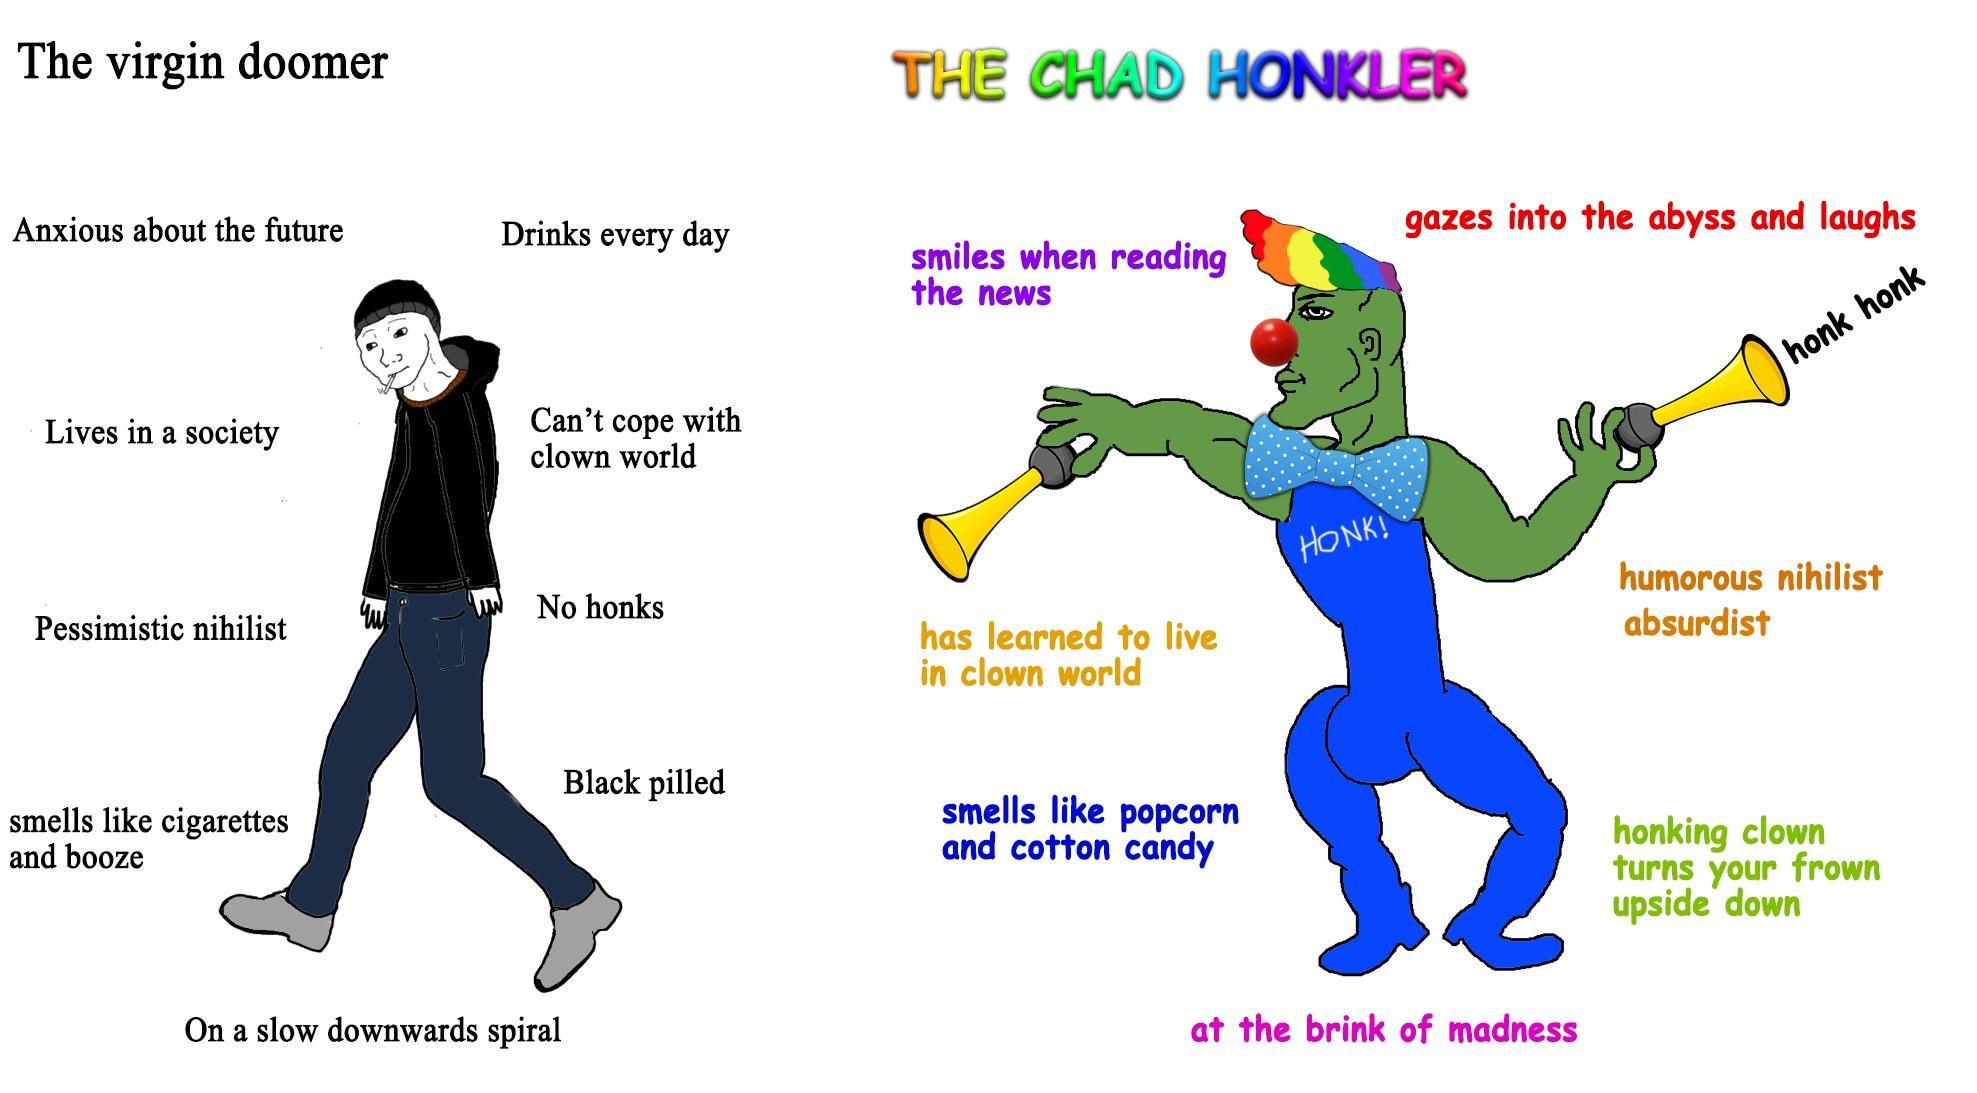 The virgin doomer
Anxious about the future
Drinks every day
Lives in a society
Can't cope with
clown world
Pessimistic nihilist
No honks
Black pilled
smells like cigarettes
and booze
On a slow downwards spiral
THE CHAD HONKLER
gazes into the abyss and laughs
smiles when reading
the news
honk honk
HONK!
humorous nihilist
absurdist
has learned to live
in clown world
smells like popcorn
and cotton candy
honking clown
turns your frown
upside down
at the brink of madness